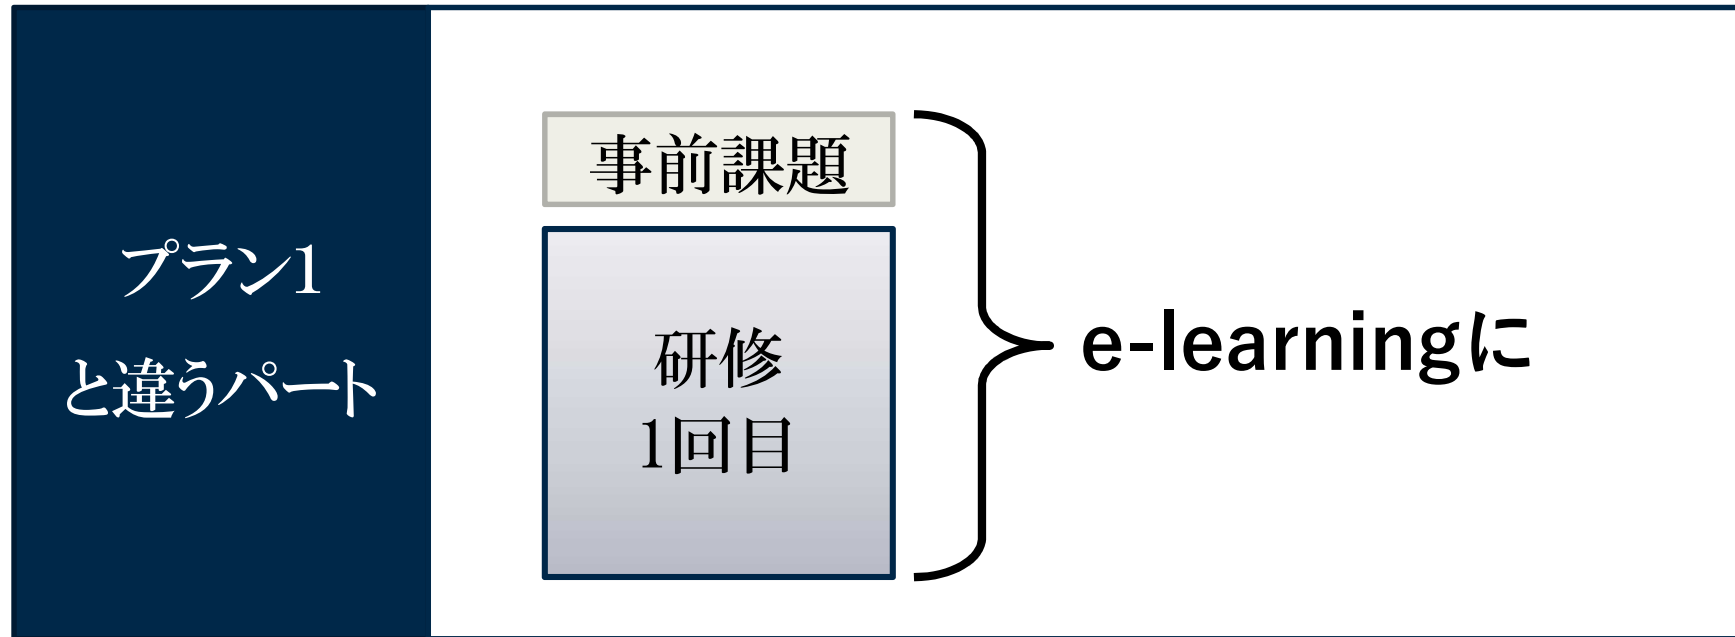 プラン1
と違うパート
事前課題
研修
1回目
e-learningに